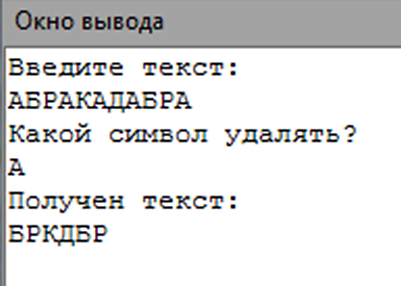 Окно вывода
Введите текст:
АБРАКАДАБРА
Какой символ удалять?
А
Получен текст:
БРКДБР